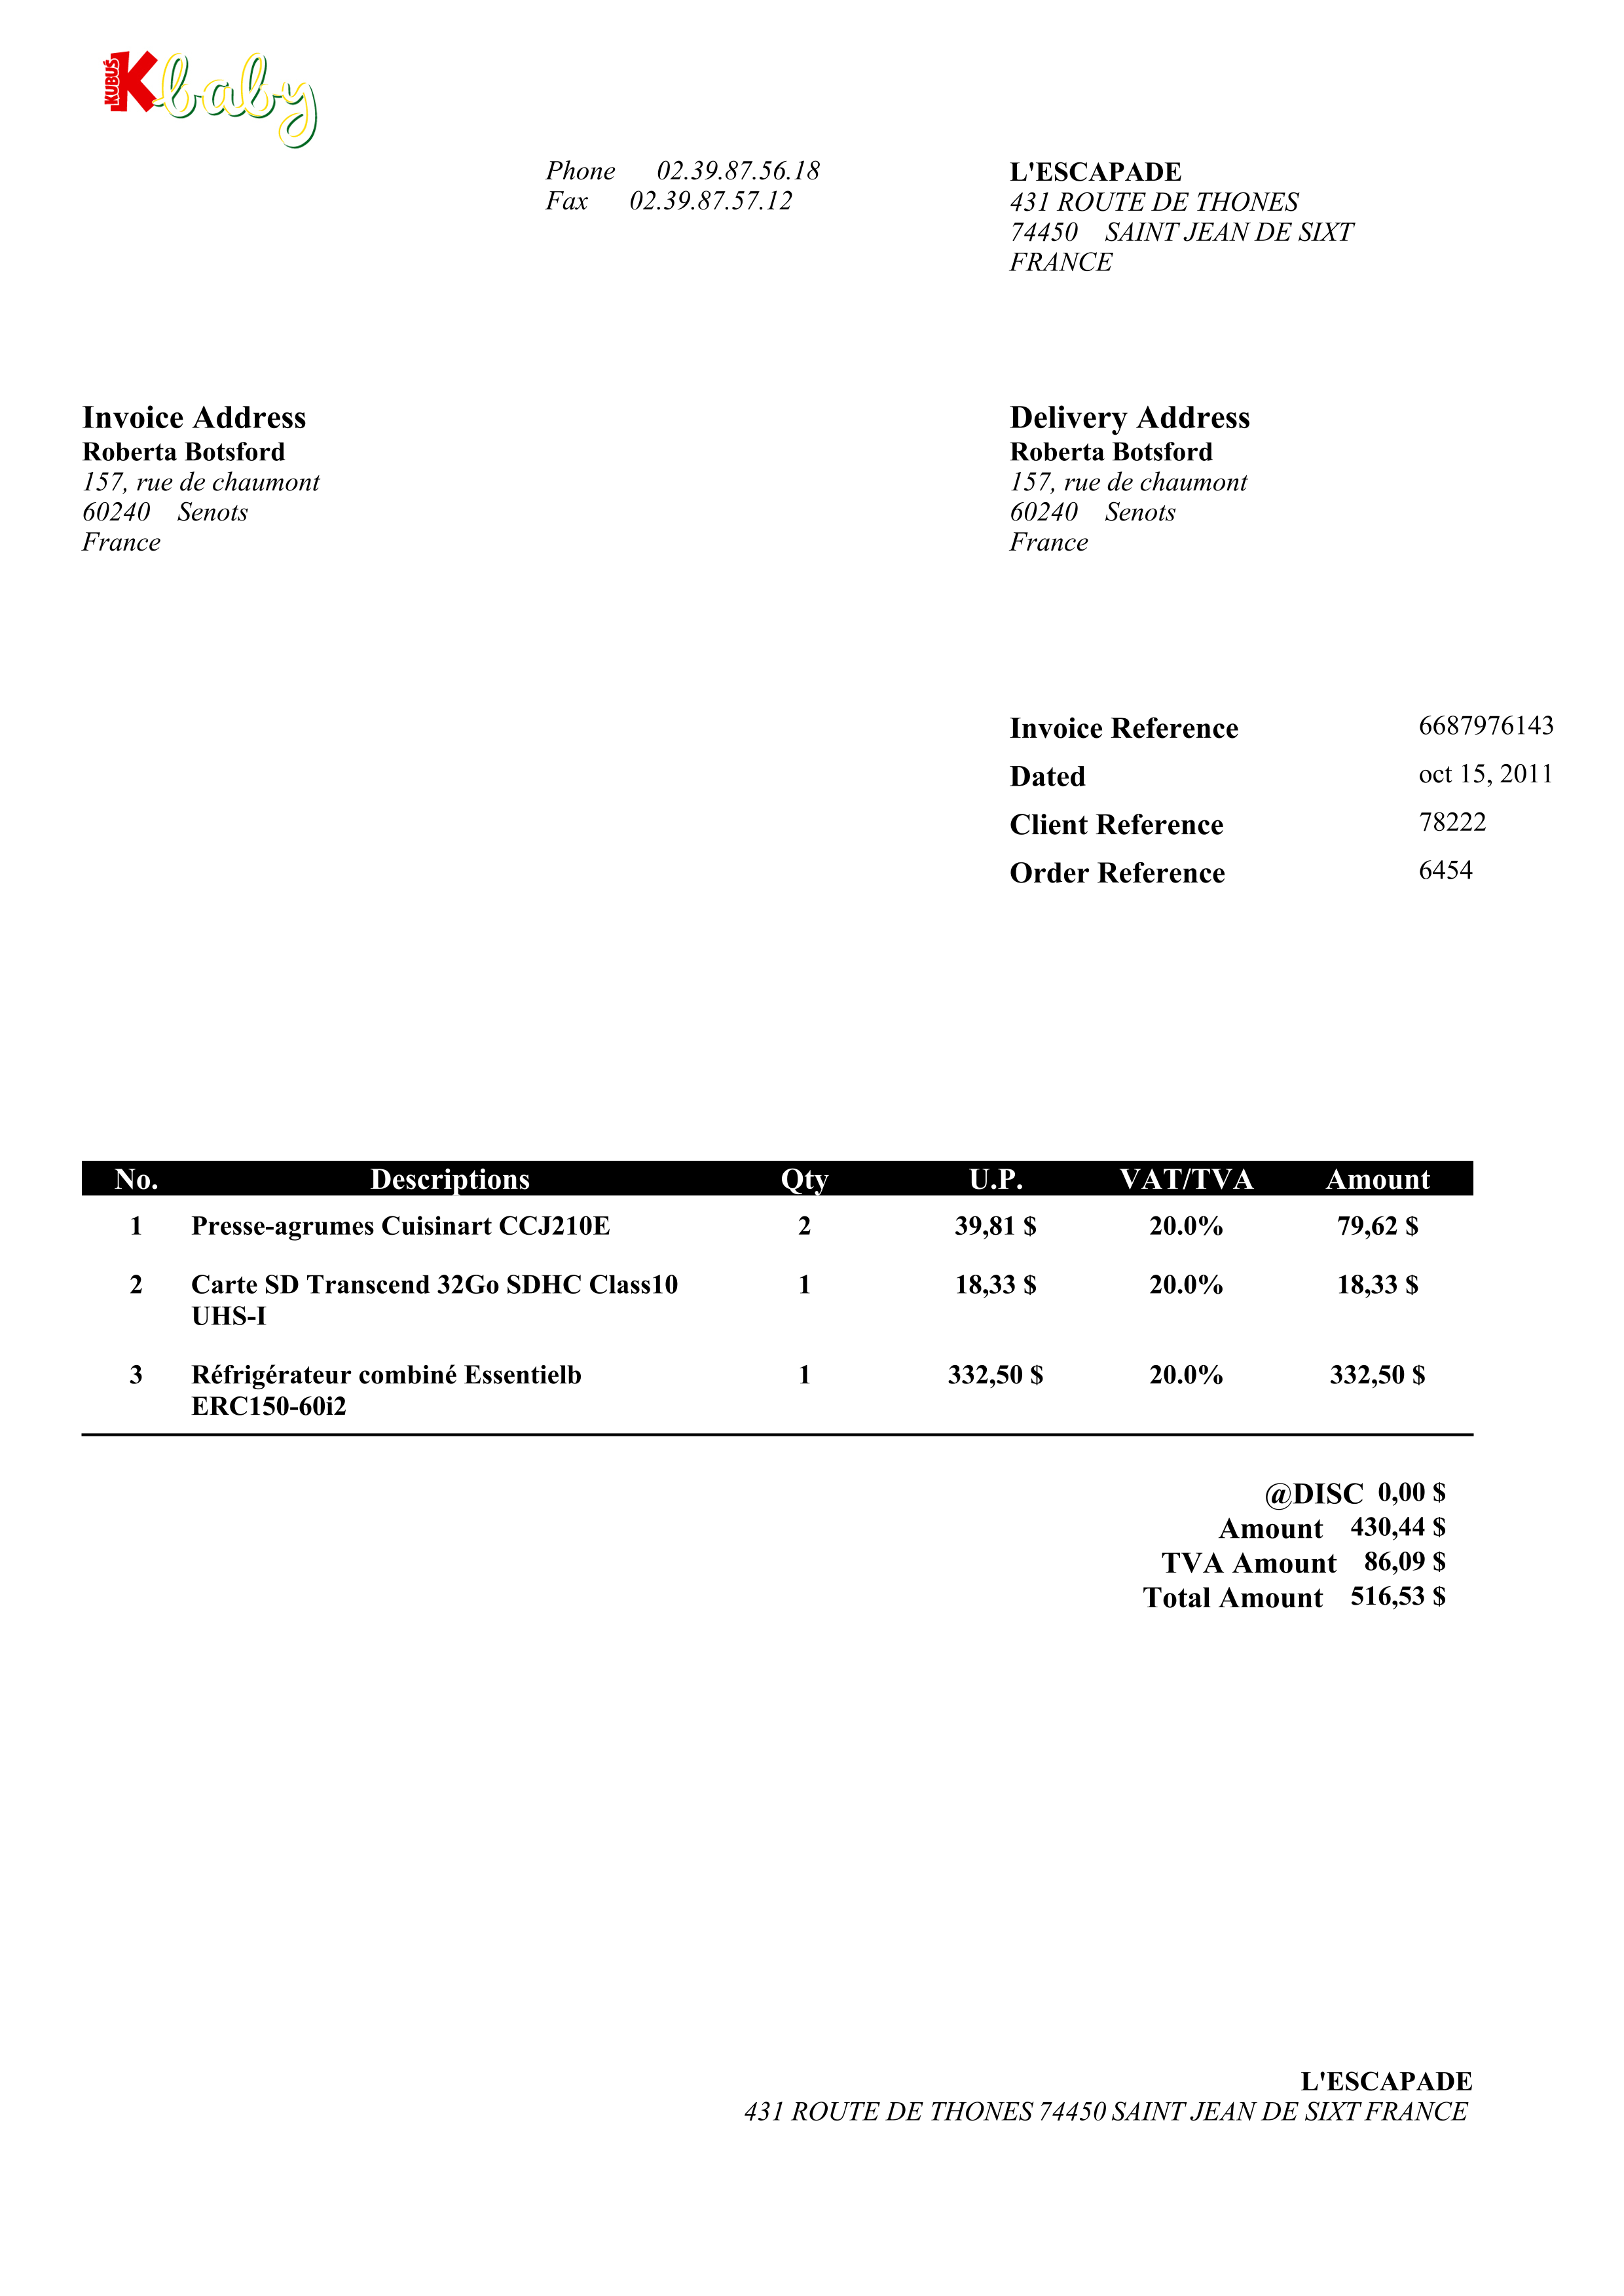 KUBUŚ K baby
Phone 02.39.87.56.18
Fax 02.39.87.57.12
L'ESCAPADE
431 ROUTE DE THONES
74450 SAINT JEAN DE SIXT
FRANCE
Invoice Address
Roberta Botsford
157, rue de chaumont
60240 Senots
France
Delivery Address
Roberta Botsford
157, rue de chaumont
60240 Senots
France
Invoice Reference 6687976143
Dated oct 15, 2011
Client Reference 78222
Order Reference 6454
No. Descriptions Qty U.P. VAT/TVA Amount
1 Presse-agrumes Cuisinart CCJ210E 2 39,81 $ 20.0% 79,62 $
2 Carte SD Transcend 32Go SDHC Class10 1 18,33 $ 20.0% 18,33 $
UHS-I
3 Réfrigérateur combiné Essentielb 1 332,50 $ 20.0% 332,50 $
ERC150-60i2
@DISC 0,00 $
Amount 430,44 $
TVA Amount 86,09 $
Total Amount 516,53 $
L'ESCAPADE
431 ROUTE DE THONES 74450 SAINT JEAN DE SIXT FRANCE